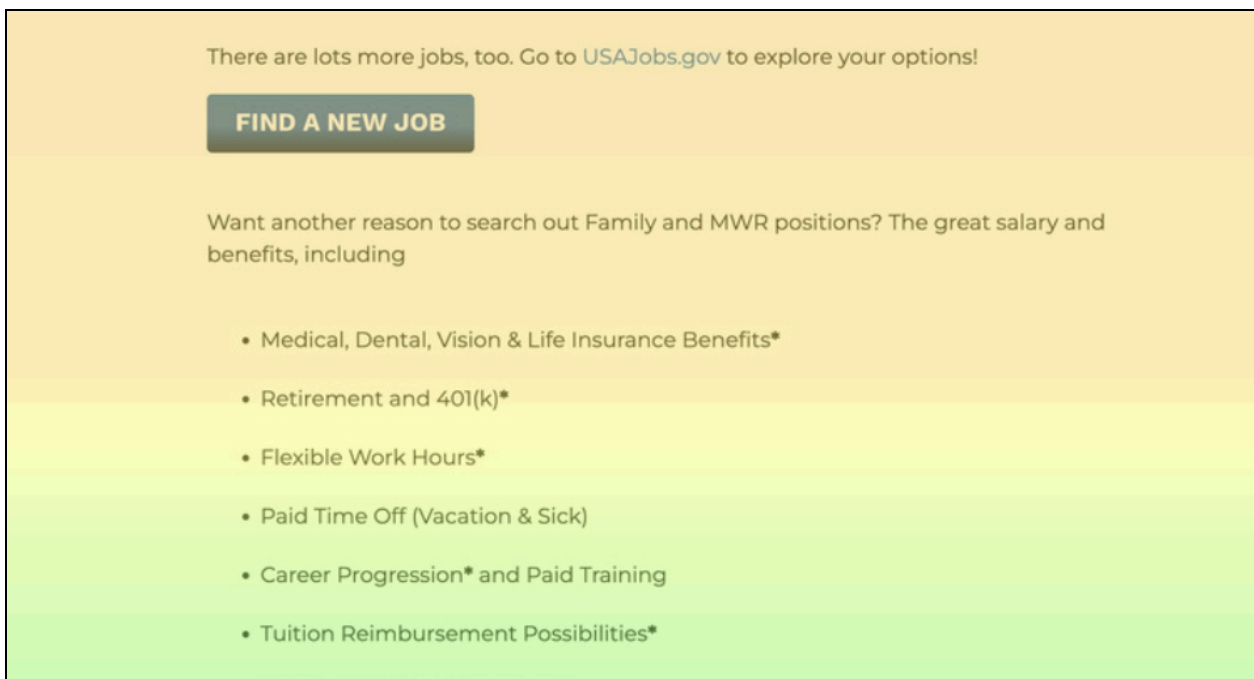 There are lots more jobs, too. Go to USAJobs.gov to explore your options!
FIND A NEW JOB
Want another reason to search out Family and MWR positions? The great salary and
benefits, including
• Medical, Dental, Vision & Life Insurance Benefits*
• Retirement and 401(k)*
• Flexible Work Hours*
• Paid Time Off (Vacation & Sick)
• Career Progression* and Paid Training
• Tuition Reimbursement Possibilities*